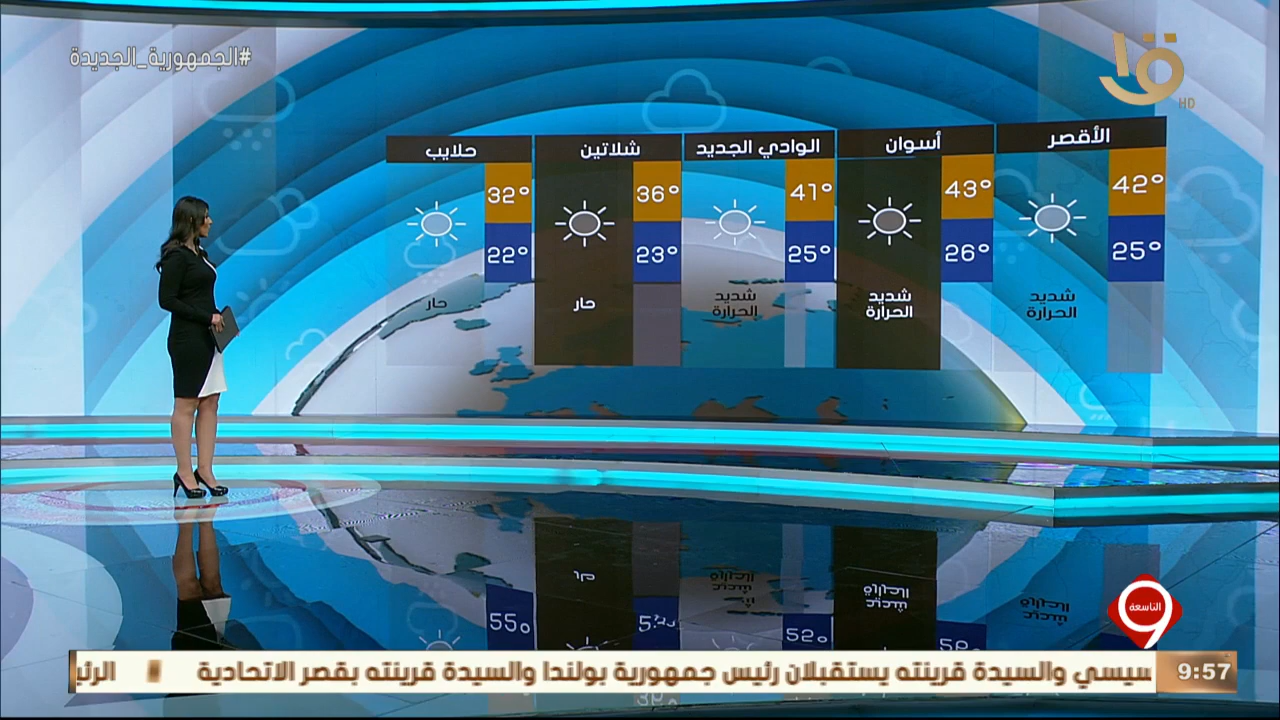 #الجمهورية_الجديدة
HD
الأقصر
42°
25°
شديد
الحرارة
أسوان
43°
26°
شديد
الحرارة
الوادي الجديد
41°
25°
شديد
الحرارة
شلاتين
36°
23°
حار
حلايب
32°
22°
حار
التاسعة
9
9:57
سيسي والسيدة قرينته يستقبلان رئيس جمهورية بولندا والسيدة قرينته بقصر الاتحادية